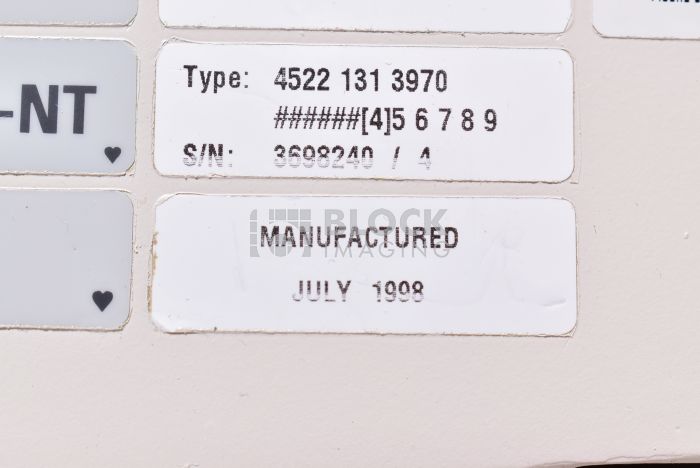 -NT
Type: 4522 131 3970
######[4]5 6 7 8 9
S/N: 3698240 / 4
BLOCK
IMAGING
MANUFACTURED
JULY 1998